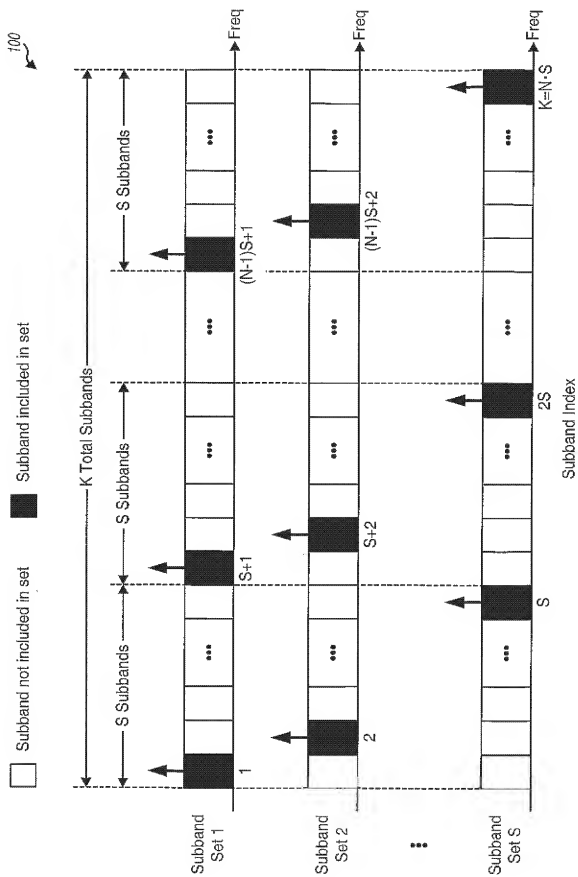 100
Subband not included in set
Subband included in set
K Total Subbands
S Subbands
S Subbands
S Subbands
Subband
Set 1
1
•••
S+1
•••
•••
(N-1)S+1
•••
Freq
Subband
Set 2
2
•••
S+2
•••
•••
(N-1)S+2
•••
Freq
•••
Subband
Set S
•••
S
•••
2S
•••
•••
K=N·S
Freq
Subband Index